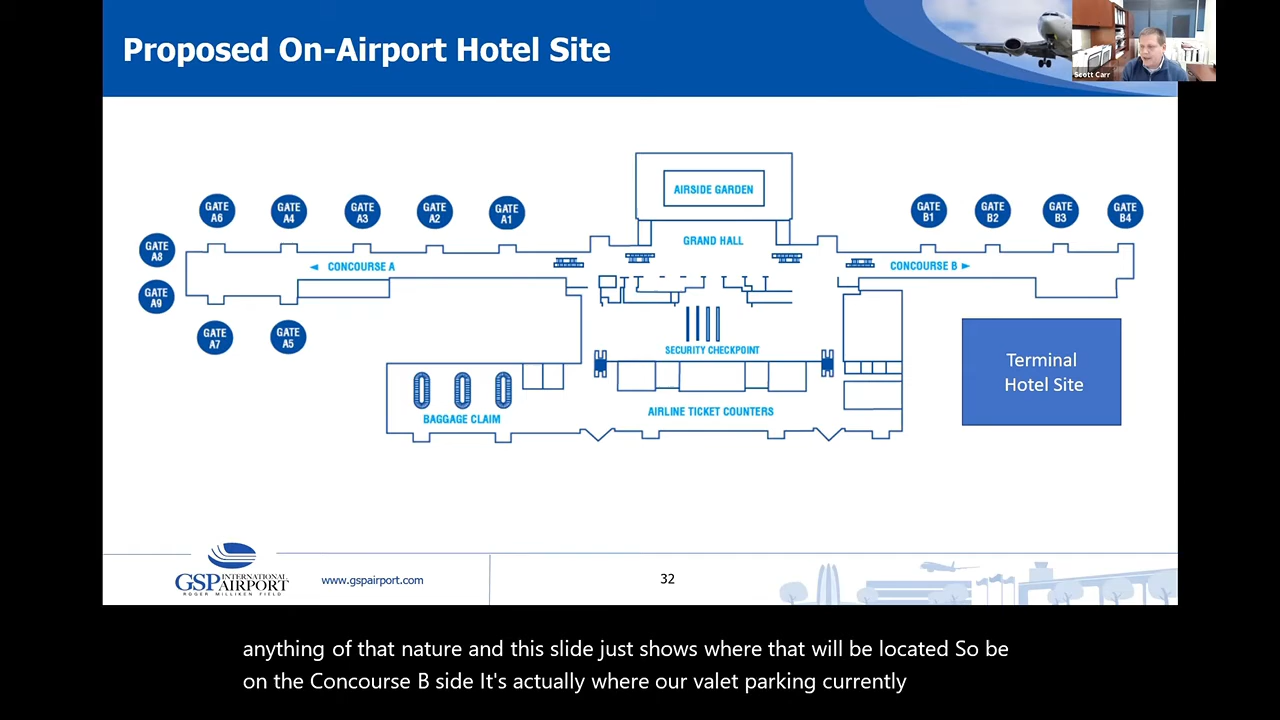 Proposed On-Airport Hotel Site
Scott Carr
AIRSIDE GARDEN
GATE A6
GATE A4
GATE A3
GATE A2
GATE A1
GATE B1
GATE B2
GATE B3
GATE B4
GRAND HALL
GATE A8
CONCOURSE A
CONCOURSE B
GATE A9
GATE A7
GATE A5
SECURITY CHECKPOINT
Terminal
Hotel Site
BAGGAGE CLAIM
AIRLINE TICKET COUNTERS
GSP INTERNATIONAL AIRPORT
ROGER MILLIKEN FIELD
www.gspairport.com
32
anything of that nature and this slide just shows where that will be located So be
on the Concourse B side It's actually where our valet parking currently